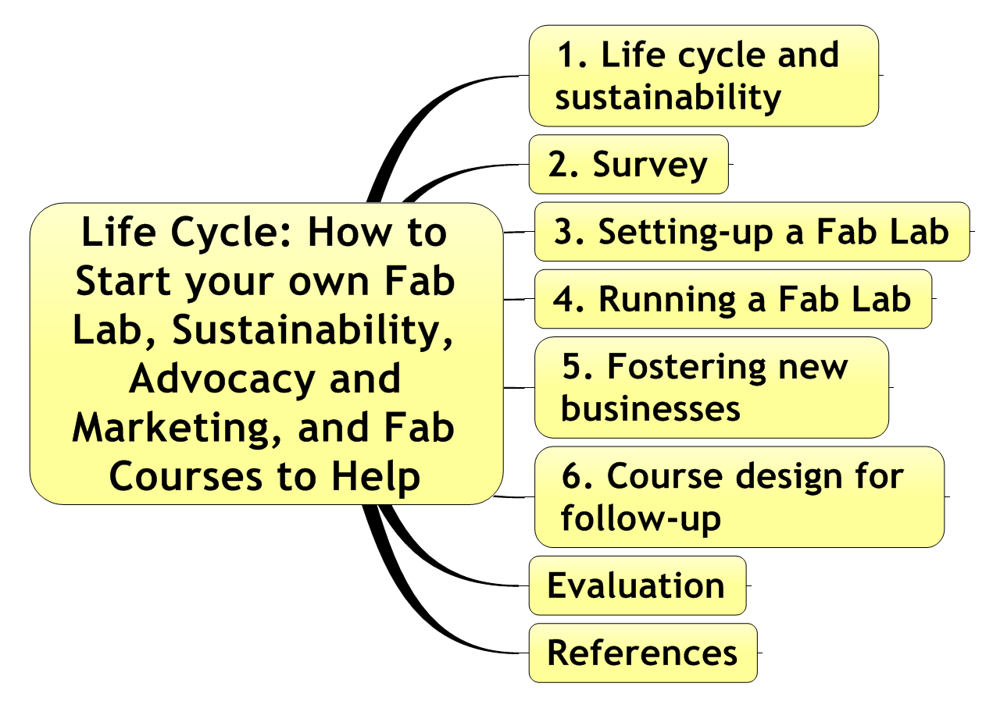 Life Cycle: How to
Start your own Fab
Lab, Sustainability,
Advocacy and
Marketing, and Fab
Courses to Help
1. Life cycle and
sustainability
2. Survey
3. Setting-up a Fab Lab
4. Running a Fab Lab
5. Fostering new
businesses
6. Course design for
follow-up
Evaluation
References